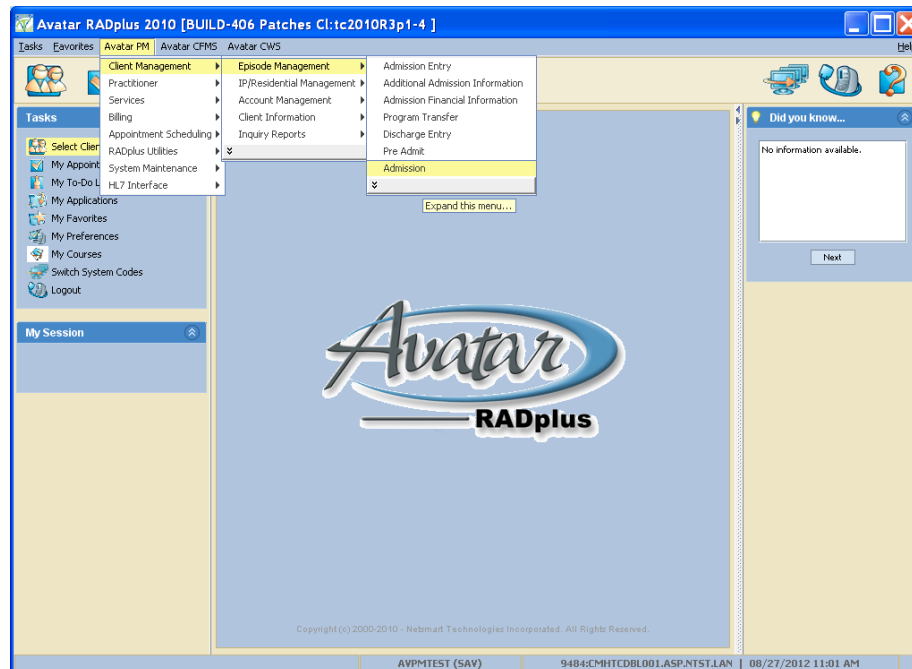 Avatar RADplus 2010 [BUILD-406 Patches Cl:tc2010R3p1-4 ]
Tasks Favorites Avatar PM Avatar CFMS Avatar CWS Hel
Client Management
Practitioner
Services
Billing
Appointment Scheduling
RADplus Utilities
System Maintenance
HL7 Interface
Episode Management
IP/Residential Management
Account Management
Client Information
Inquiry Reports
Admission Entry
Additional Admission Information
Admission Financial Information
Program Transfer
Discharge Entry
Pre Admit
Admission
Expand this menu...
Tasks
Select Clien
My Appoint
My To-Do L
My Applications
My Favorites
My Preferences
My Courses
Switch System Codes
Logout
My Session
Did you know...
No information available.
Next
Avatar
RADplus
Copyright (c) 2000-2010 - Netsmart Technologies Incorporated. All Rights Reserved.
AVPMTEST (SAV) 9484:CMHTCDBL001.ASP.NTST.LAN | 08/27/2012 11:01 AM